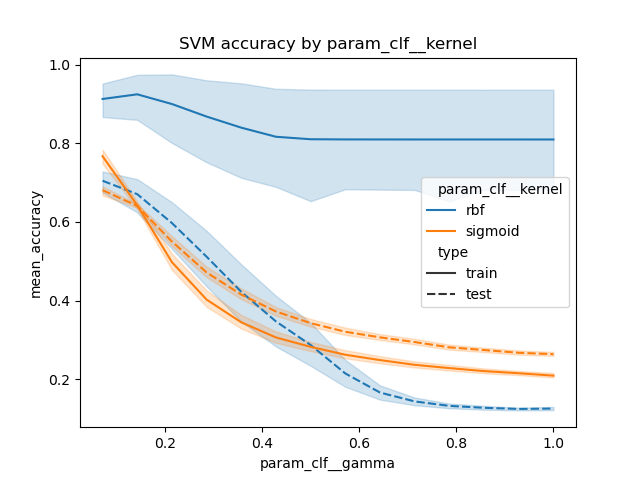 SVM accuracy by param_clf__kernel
mean_accuracy
1.0
0.8
0.6
0.4
0.2
param_clf__kernel
rbf
sigmoid
type
train
test
0.2
0.4
0.6
0.8
1.0
param_clf__gamma